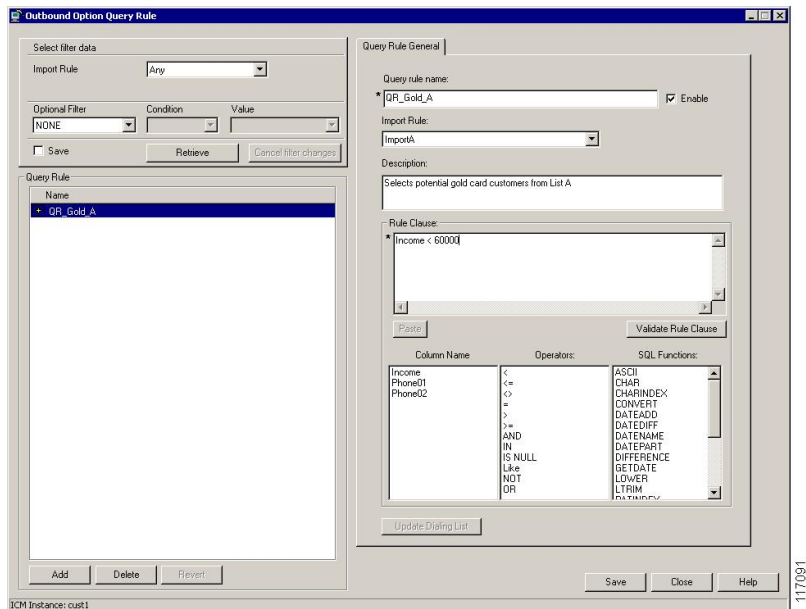 Outbound Option Query Rule
Select filter data
Import Rule
Any
Optional Filter
Condition
Value
NONE
Save
Retrieve
Cancel filter changes
Query Rule
Name
+ QR_Gold_A
Add
Delete
Revert
Query Rule General
Query rule name:
* QR_Gold_A
Enable
Import Rule:
ImportA
Description:
Selects potential gold card customers from List A
Rule Clause:
* Income < 60000
Paste
Validate Rule Clause
Column Name
Income
Phone01
Phone02
Operators:
<
<=
<>
=
>
>=
AND
IN
IS NULL
Like
NOT
OR
SQL Functions:
ASCII
CHAR
CHARINDEX
CONVERT
DATEADD
DATEDIFF
DATENAME
DATEPART
DIFFERENCE
GETDATE
LOWER
LTRIM
PATINDEX
Update Dialing List
Save
Close
Help
ICM Instance: cust1
117091